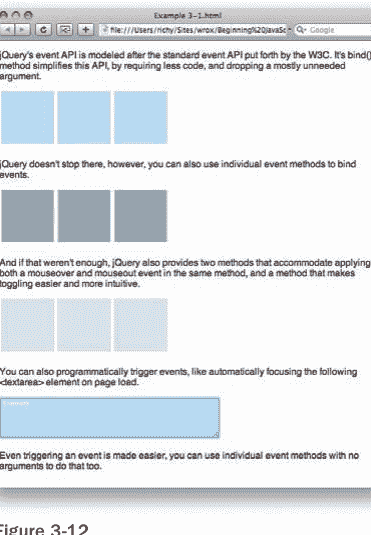 Example 3-1.html
file:///Users/richy/Sites/wrox/Beginning%20JavaSc
Google
jQuery's event API is modeled after the standard event API put forth by the W3C. It's bind()
method simplifies this API, by requiring less code, and dropping a mostly unneeded
argument.
jQuery doesn't stop there, however, you can also use individual event methods to bind
events.
And if that weren't enough, jQuery also provides two methods that accommodate applying
both a mouseover and mouseout event in the same method, and a method that makes
toggling easier and more intuitive.
You can also programmatically trigger events, like automatically focusing the following
<textarea> element on page load.
Even triggering an event is made easier, you can use individual event methods with no
arguments to do that too.
Figure 3-12